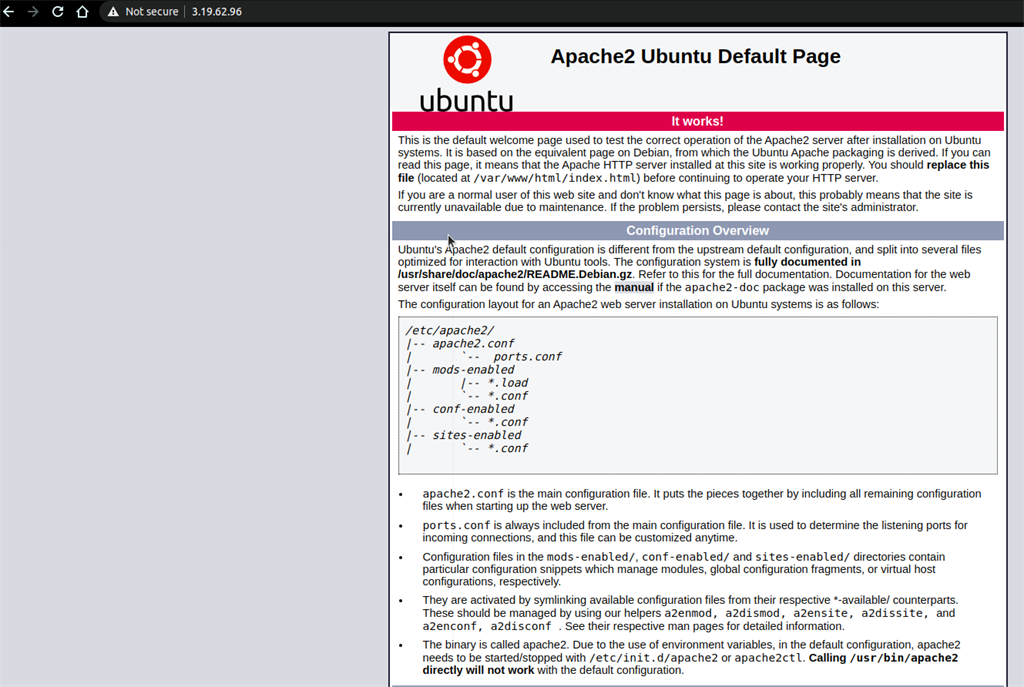 Not secure | 3.19.62.96
ubuntu
Apache2 Ubuntu Default Page
It works!
This is the default welcome page used to test the correct operation of the Apache2 server after installation on Ubuntu
systems. It is based on the equivalent page on Debian, from which the Ubuntu Apache packaging is derived. If you can
read this page, it means that the Apache HTTP server installed at this site is working properly. You should replace this
file (located at /var/www/html/index.html) before continuing to operate your HTTP server.
If you are a normal user of this web site and don't know what this page is about, this probably means that the site is
currently unavailable due to maintenance. If the problem persists, please contact the site's administrator.
Configuration Overview
Ubuntu's Apache2 default configuration is different from the upstream default configuration, and split into several files
optimized for interaction with Ubuntu tools. The configuration system is fully documented in
/usr/share/doc/apache2/README.Debian.gz. Refer to this for the full documentation. Documentation for the web
server itself can be found by accessing the manual if the apache2-doc package was installed on this server.
The configuration layout for an Apache2 web server installation on Ubuntu systems is as follows:
/etc/apache2/
|-- apache2.conf
|       `--  ports.conf
|-- mods-enabled
|       |-- *.load
|       `-- *.conf
|-- conf-enabled
|       `-- *.conf
|-- sites-enabled
|       `-- *.conf
• apache2.conf is the main configuration file. It puts the pieces together by including all remaining configuration
files when starting up the web server.
• ports.conf is always included from the main configuration file. It is used to determine the listening ports for
incoming connections, and this file can be customized anytime.
• Configuration files in the mods-enabled/, conf-enabled/ and sites-enabled/ directories contain
particular configuration snippets which manage modules, global configuration fragments, or virtual host
configurations, respectively.
• They are activated by symlinking available configuration files from their respective *-available/ counterparts.
These should be managed by using our helpers a2enmod, a2dismod, a2ensite, a2dissite, and
a2enconf, a2disconf . See their respective man pages for detailed information.
• The binary is called apache2. Due to the use of environment variables, in the default configuration, apache2
needs to be started/stopped with /etc/init.d/apache2 or apache2ctl. Calling /usr/bin/apache2
directly will not work with the default configuration.